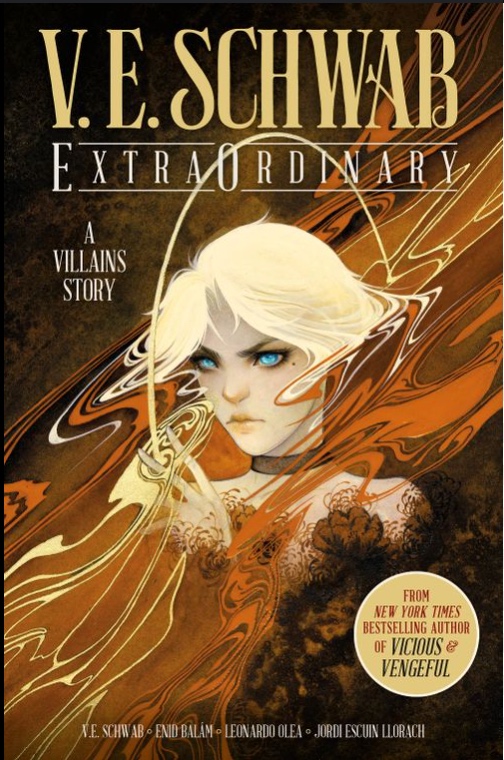 V. E. SCHWAB
EXTRAORDINARY
A
VILLAINS
STORY
FROM
NEW YORK TIMES
BESTSELLING AUTHOR
OF VICIOUS &
VENGEFUL
V.E. SCHWAB ◦ ENID BALÁM ◦ LEONARDO OLEA ◦ JORDI ESCUIN LLORACH